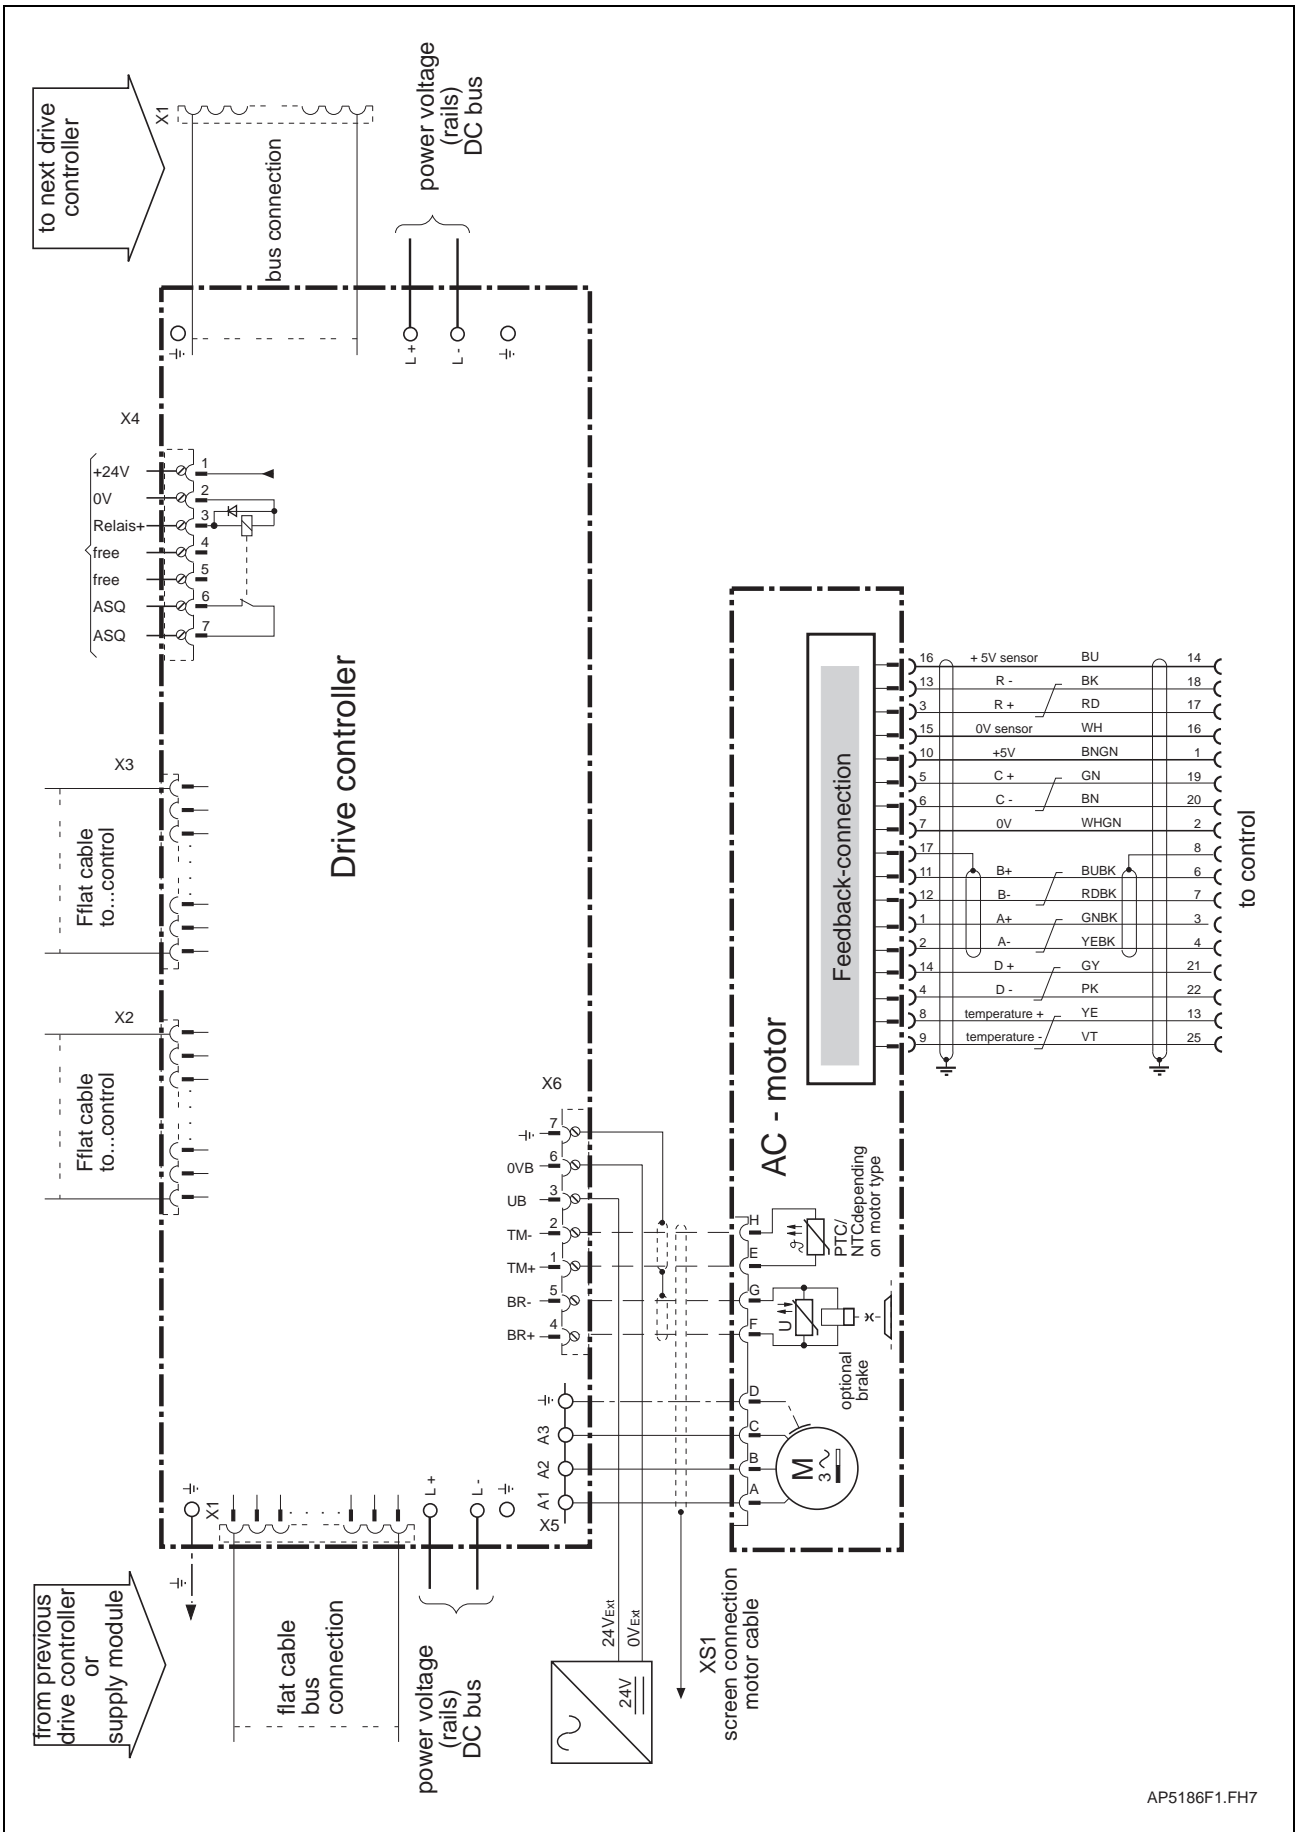 to next drive
controller
X1
bus connection
power voltage
(rails)
DC bus
L +
L -
X4
+24V
0V
Relais+
free
free
ASQ
ASQ
1
2
3
4
5
6
7
X3
Fflat cable
to...control
X2
Fflat cable
to...control
Drive controller
X6
7
0VB 6
UB 3
TM- 2
TM+ 1
BR- 5
BR+ 4
A3
A2
A1
X5
X1
L +
L -
from previous
drive controller
or
supply module
flat cable
bus
connection
power voltage
(rails)
DC bus
24VExt
0VExt
24V
XS1
screen connection
motor cable
AC - motor
Feedback-connection
H
E
G
F
D
C
B
A
PTC/
NTCdepending
on motor type
U
optional
brake
M
3
16 + 5V sensor BU 14
13 R - BK 18
3 R + RD 17
15 0V sensor WH 16
10 +5V BNGN 1
5 C + GN 19
6 C - BN 20
7 0V WHGN 2
17 8
11 B+ BUBK 6
12 B- RDBK 7
1 A+ GNBK 3
2 A- YEBK 4
14 D + GY 21
4 D - PK 22
8 temperature + YE 13
9 temperature - VT 25
to control
AP5186F1.FH7